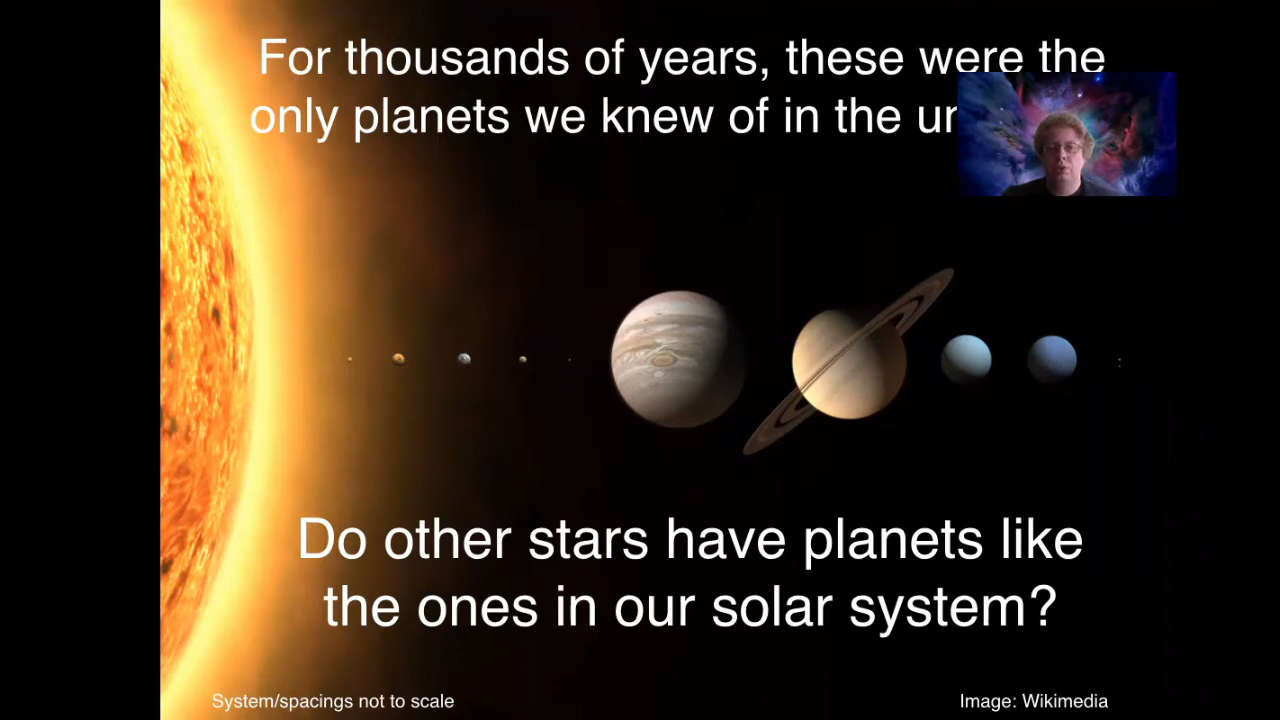 For thousands of years, these were the
only planets we knew of in the
Do other stars have planets like
the ones in our solar system?
System/spacings not to scale
Image: Wikimedia